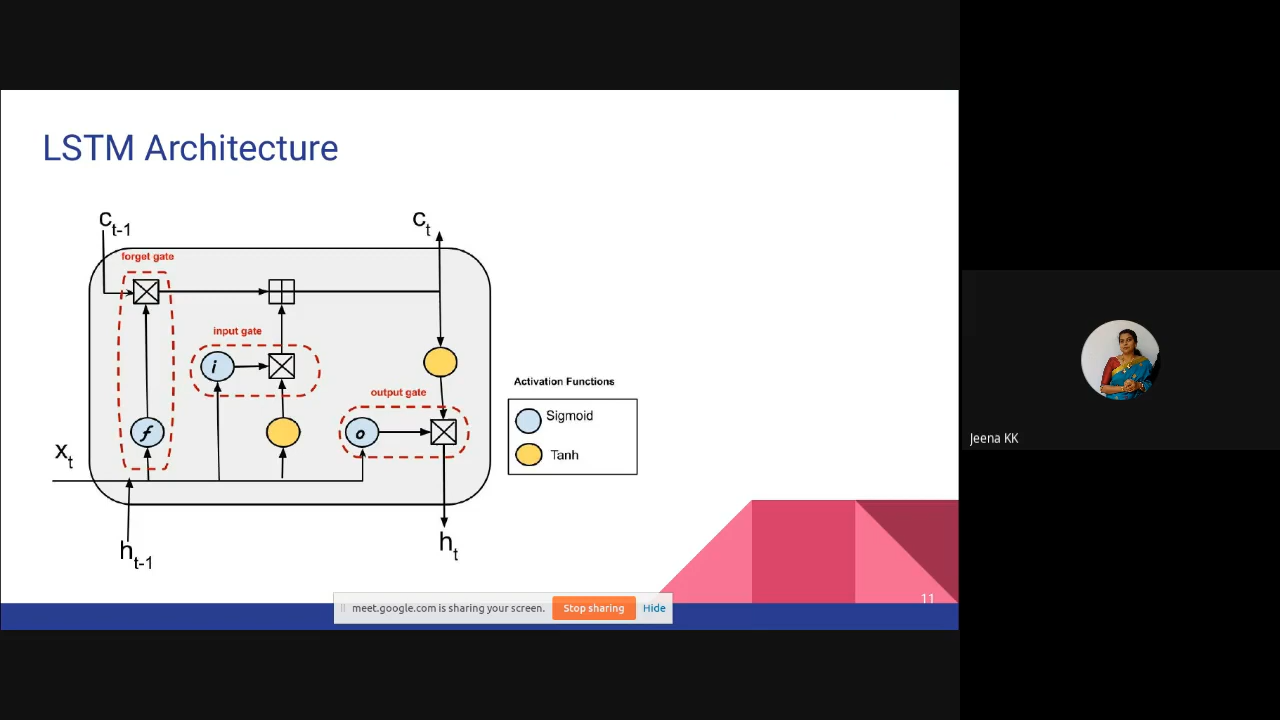 LSTM Architecture
c t-1
c t
forget gate
input gate
i
output gate
Activation Functions
Sigmoid
f
o
Tanh
x t
h t-1
h t
Jeena KK
meet.google.com is sharing your screen.
Stop sharing
Hide
11